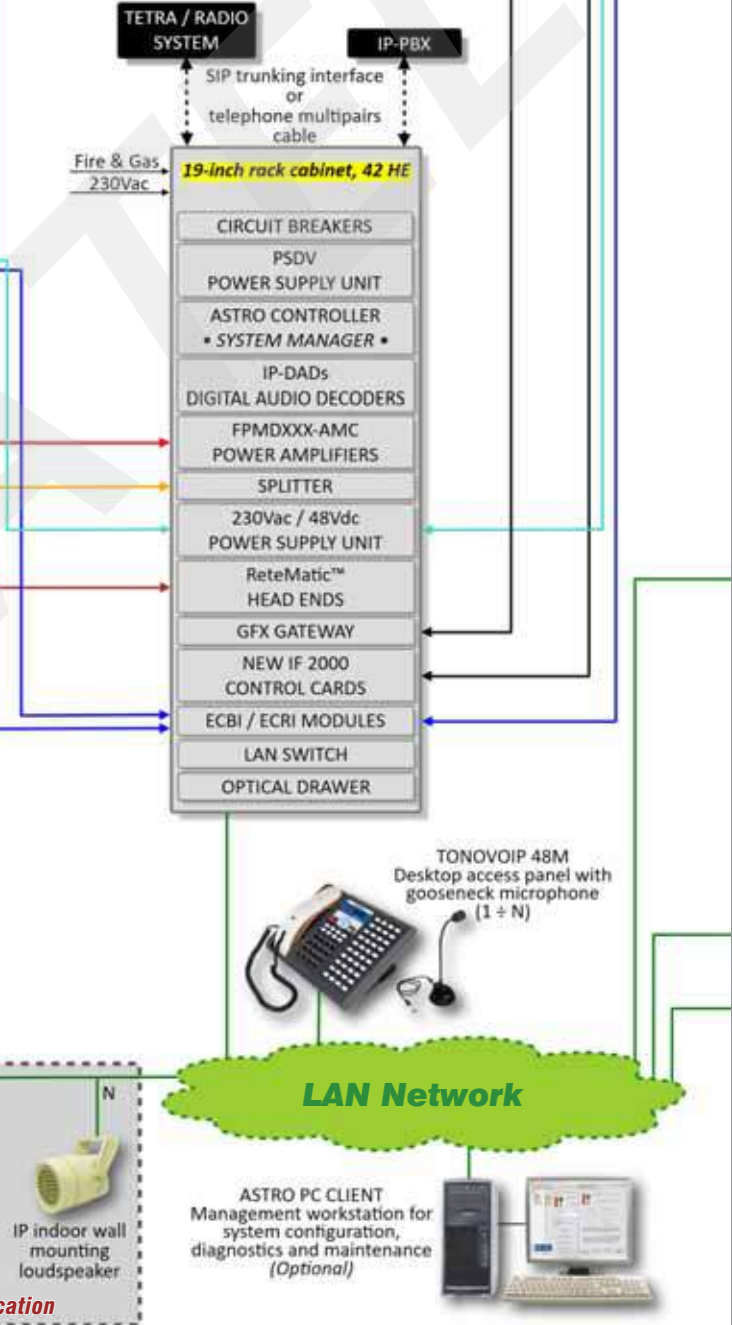 TETRA / RADIO
SYSTEM
IP-PBX
SIP trunking interface
or
telephone multipairs
cable
Fire & Gas
230Vac
19-inch rack cabinet, 42 HE
CIRCUIT BREAKERS
PSDV
POWER SUPPLY UNIT
ASTRO CONTROLLER
• SYSTEM MANAGER •
IP-DADs
DIGITAL AUDIO DECODERS
FPMDXXX-AMC
POWER AMPLIFIERS
SPLITTER
230Vac / 48Vdc
POWER SUPPLY UNIT
ReteMatic™
HEAD ENDS
GFX GATEWAY
NEW IF 2000
CONTROL CARDS
ECBI / ECRI MODULES
LAN SWITCH
OPTICAL DRAWER
TONOVOIP 48M
Desktop access panel with
gooseneck microphone
(1 ÷ N)
LAN Network
N
IP indoor wall
mounting
loudspeaker
ASTRO PC CLIENT
Management workstation for
system configuration,
diagnostics and maintenance
(Optional)
cation